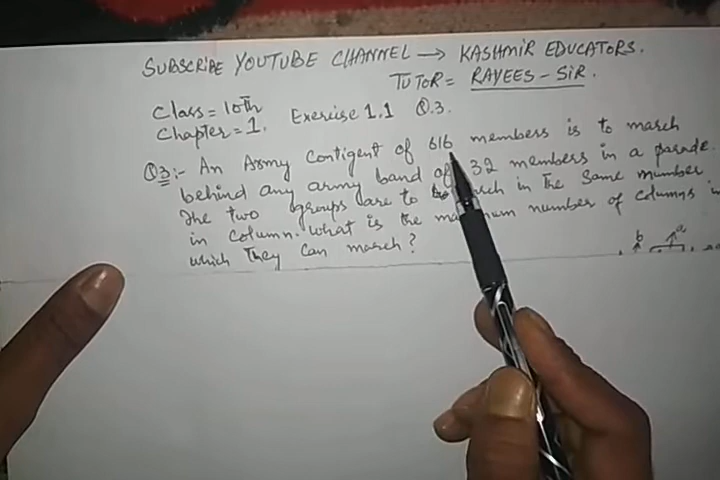 SUBSCRIBE YOUTUBE CHANNEL → KASHMIR EDUCATORS.
TUTOR = RAYEES - SIR.
Class = 10th
Chapter = 1. Exercise 1.1 Q.3.
Q3:- An Army Contigent of 616 members is to march
behind any army band of 32 members in a parade.
The two groups are to march in the same number
in column. what is the number of columns in
which they can march?
b a